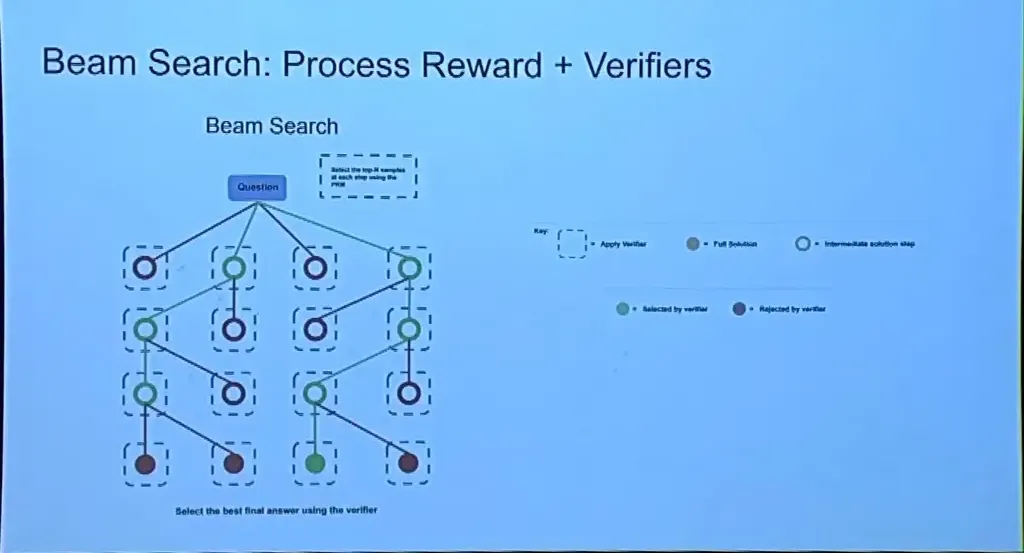 Beam Search: Process Reward + Verifiers
Beam Search
Question
Select the top-N samples
at each step using the
PRM
Key:
= Apply Verifier
= Full Solution
= Intermediate solution step
= Selected by verifier
= Rejected by verifier
Select the best final answer using the verifier